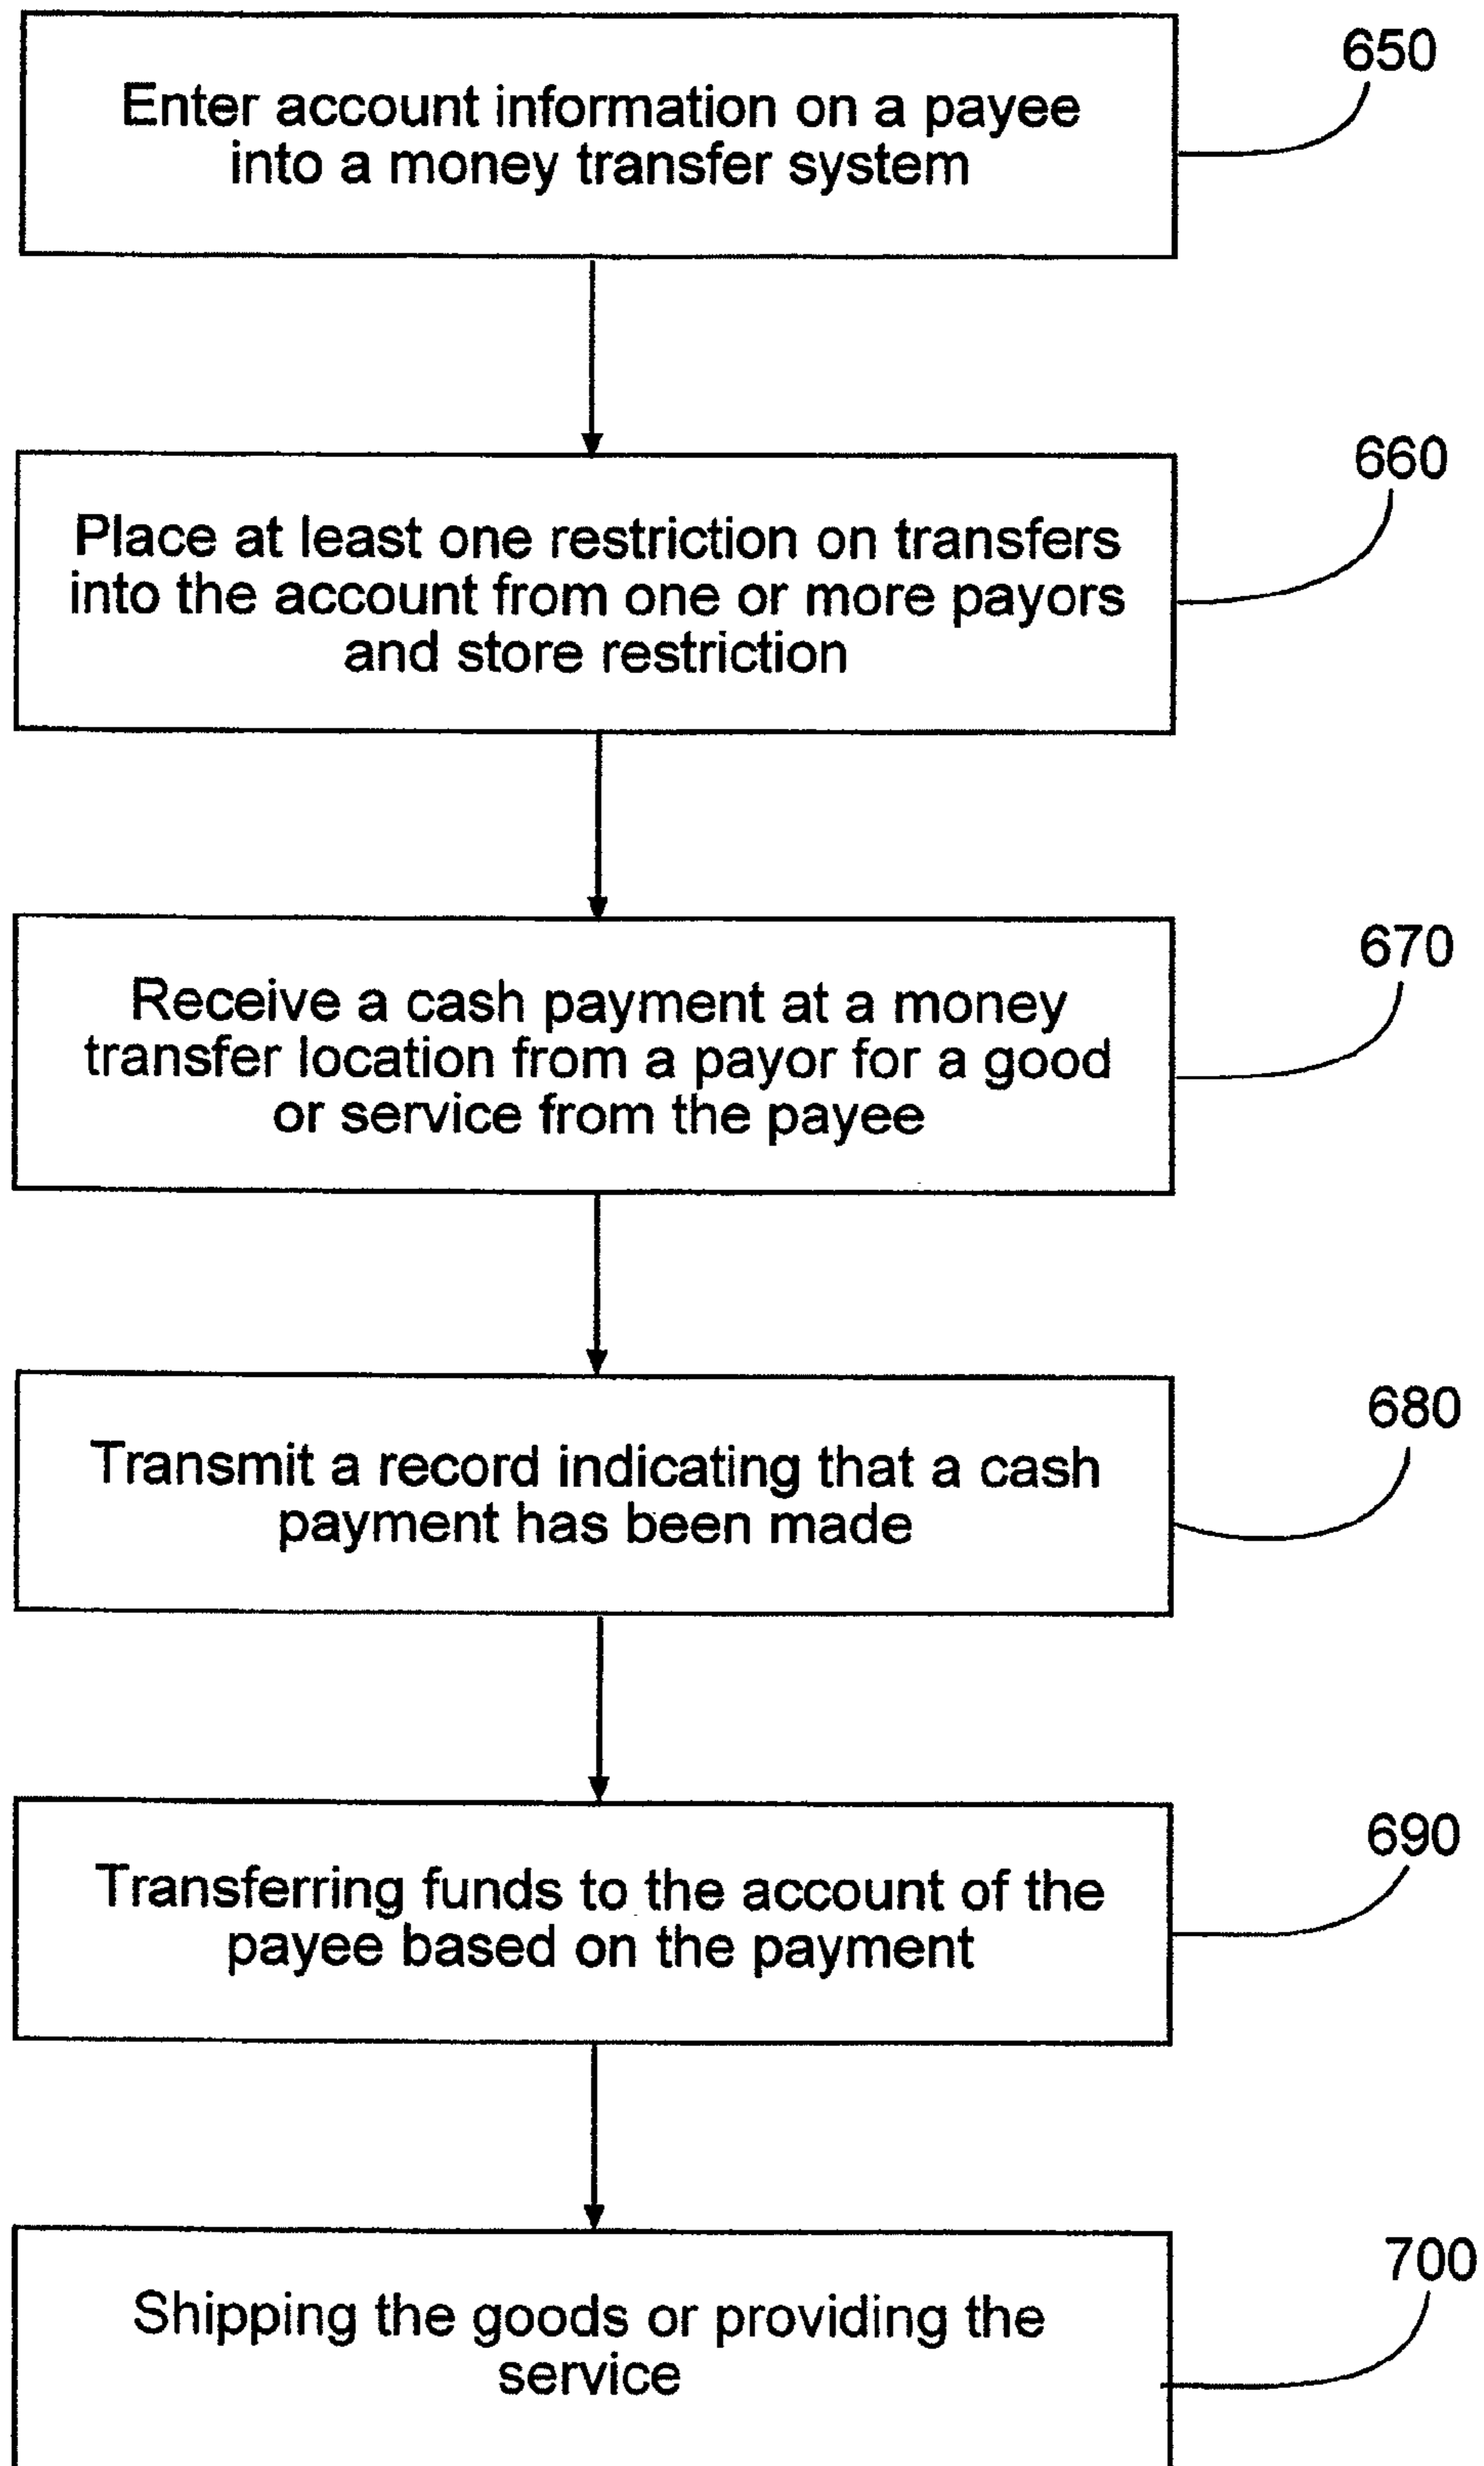 650
Enter account information on a payee
into a money transfer system
660
Place at least one restriction on transfers
into the account from one or more payors
and store restriction
670
Receive a cash payment at a money
transfer location from a payor for a good
or service from the payee
680
Transmit a record indicating that a cash
payment has been made
690
Transferring funds to the account of the
payee based on the payment
700
Shipping the goods or providing the
service